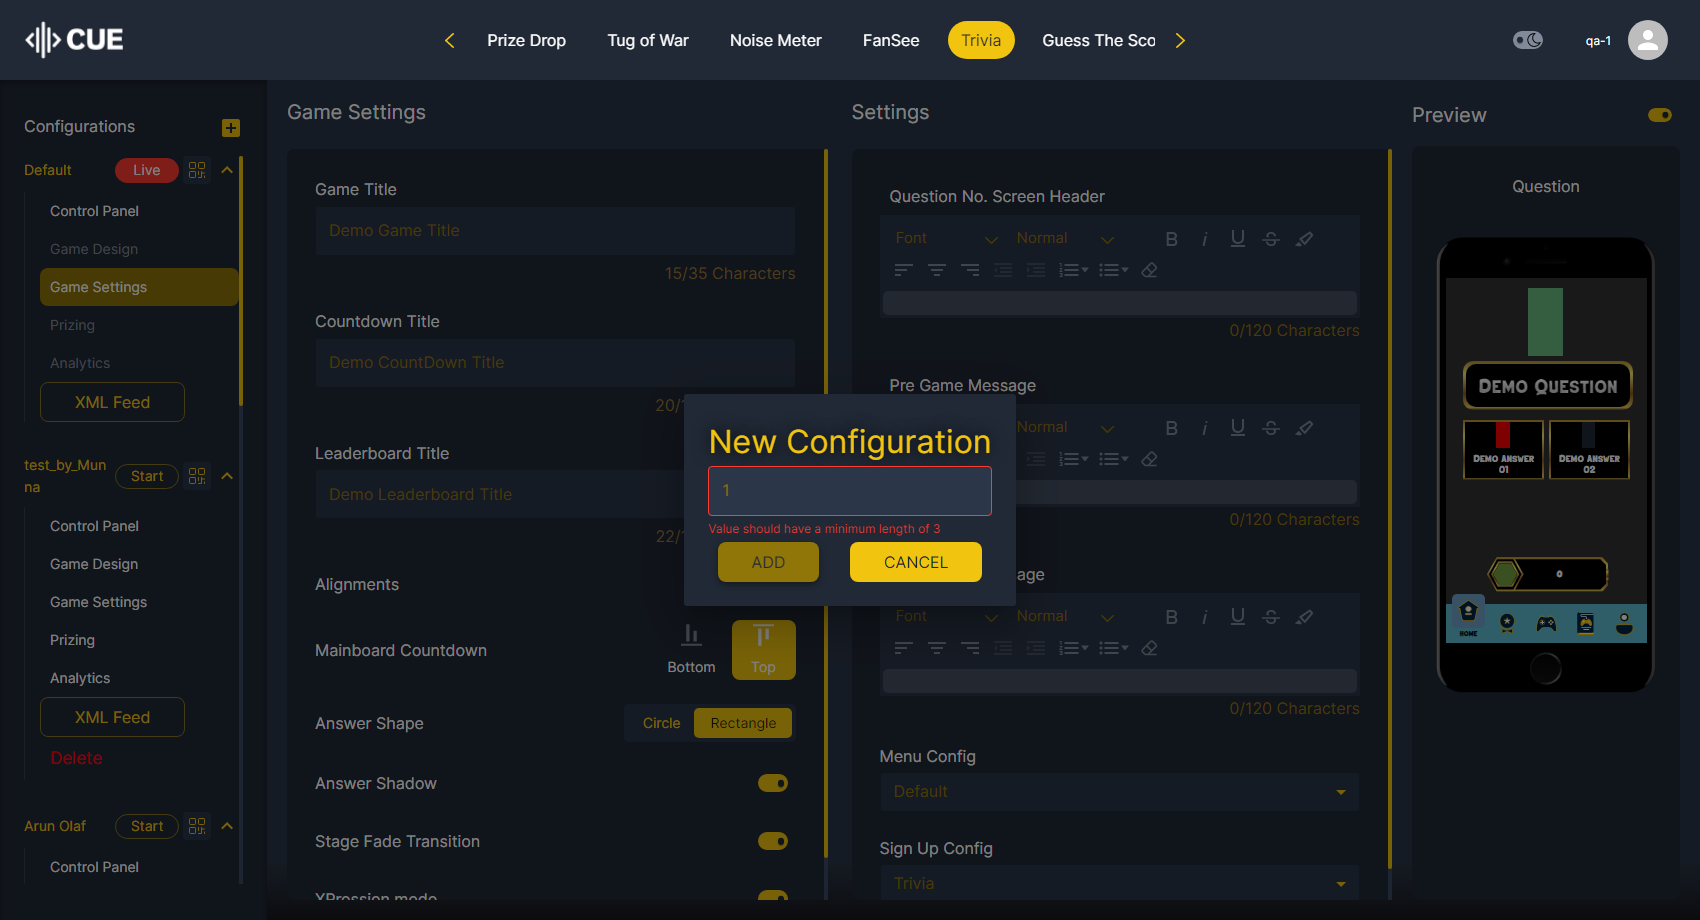 CUE
Prize Drop
Tug of War
Noise Meter
FanSee
Trivia
Guess The Sco
qa-1
Configurations
Default
Live
Control Panel
Game Design
Game Settings
Prizing
Analytics
XML Feed
test_by_Mun
na
Start
Control Panel
Game Design
Game Settings
Prizing
Analytics
XML Feed
Delete
Arun Olaf
Start
Control Panel
Game Settings
Game Title
Demo Game Title
15/35 Characters
Countdown Title
Demo CountDown Title
20/
Leaderboard Title
Demo Leaderboard Title
22/
Alignments
Mainboard Countdown
Bottom
Top
Answer Shape
Circle
Rectangle
Answer Shadow
Stage Fade Transition
XPression mode
New Configuration
1
Value should have a minimum length of 3
ADD
CANCEL
Settings
Question No. Screen Header
Font
Normal
B i U S
0/120 Characters
Pre Game Message
Normal
B i U S
0/120 Characters
age
Font
Normal
B i U S
0/120 Characters
Menu Config
Default
Sign Up Config
Trivia
Preview
Question
DEMO QUESTION
DEMO ANSWER
01
DEMO ANSWER
02
0
HOME